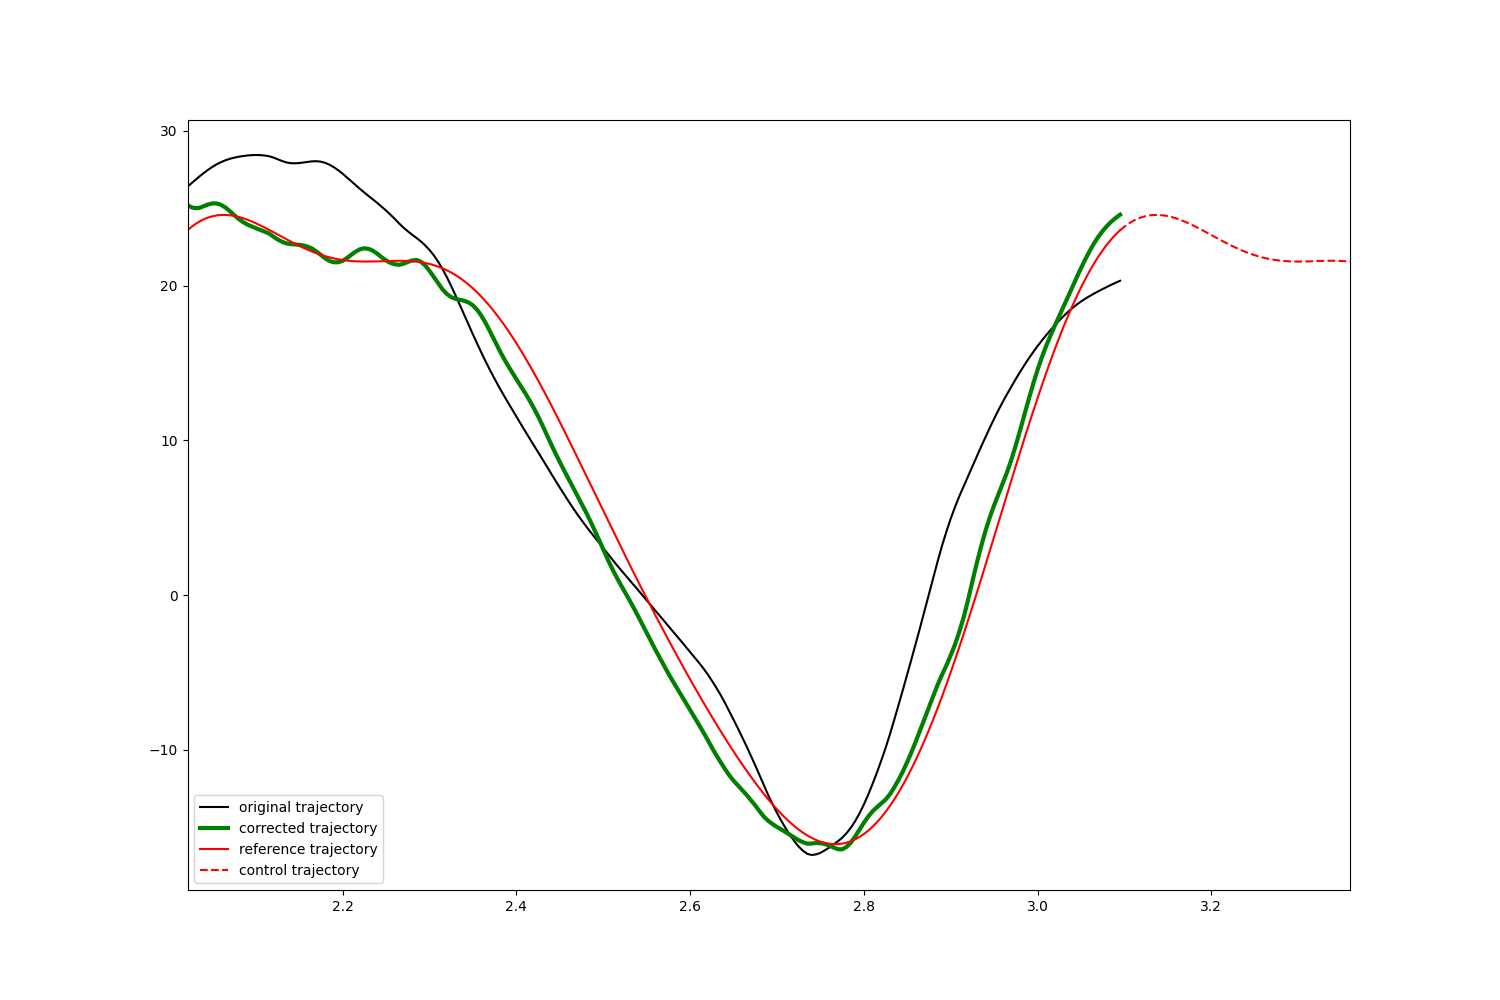 30
20
10
0
−10
original trajectory
corrected trajectory
reference trajectory
control trajectory
2.2 2.4 2.6 2.8 3.0 3.2